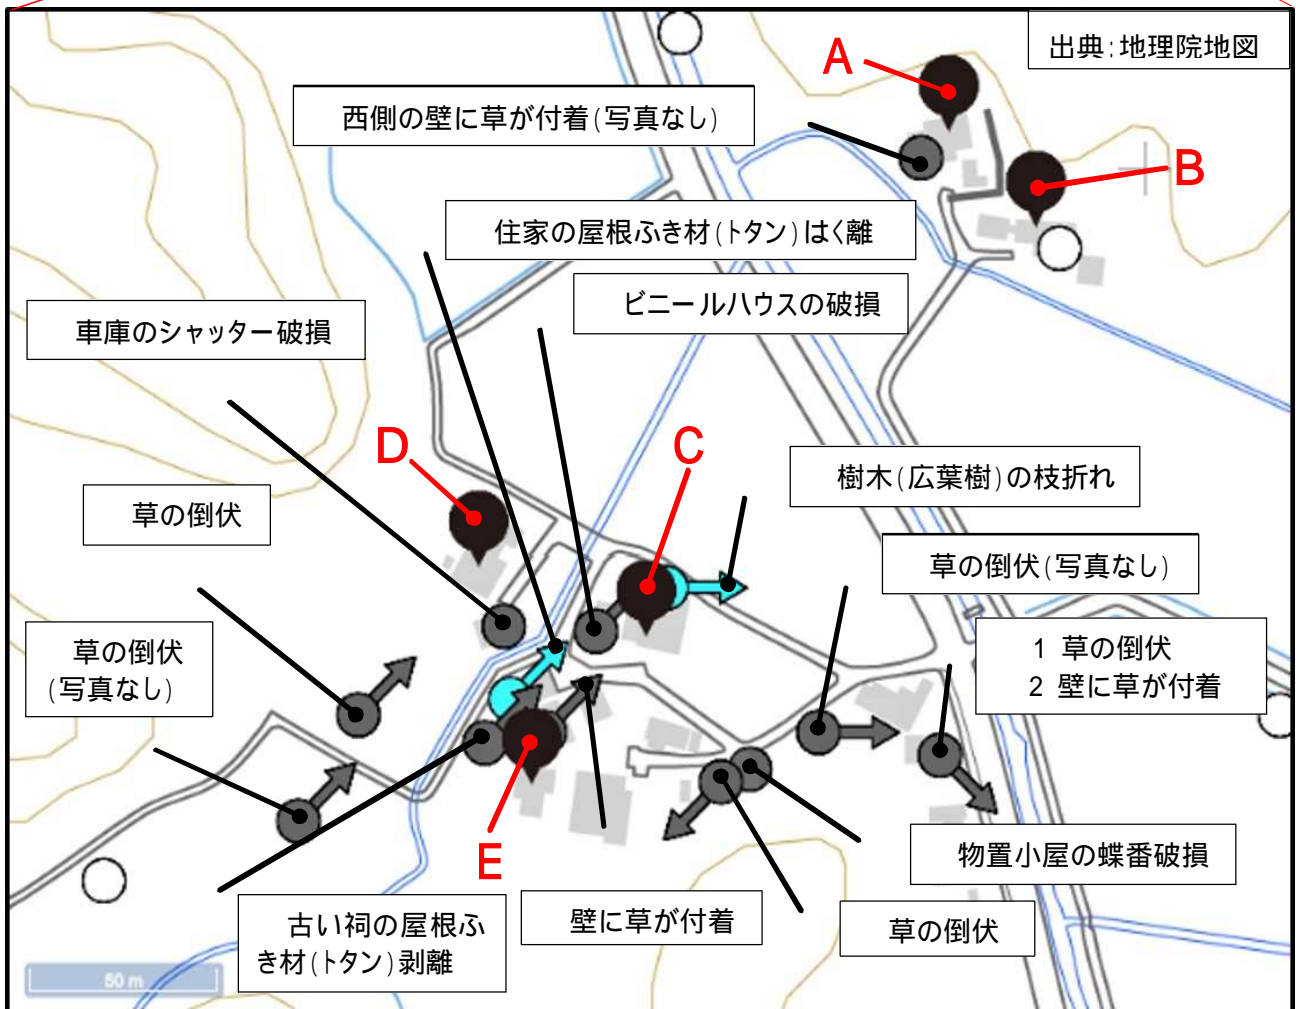 出典:地理院地図
A
西側の壁に草が付着(写真なし)
B
住家の屋根ふき材(トタン)はく離
ビニールハウスの破損
車庫のシャッター破損
D
C
樹木(広葉樹)の枝折れ
草の倒伏
草の倒伏(写真なし)
草の倒伏
(写真なし)
1 草の倒伏
2 壁に草が付着
E
物置小屋の蝶番破損
古い祠の屋根ふ
き材(トタン)剥離
壁に草が付着
草の倒伏
50 m